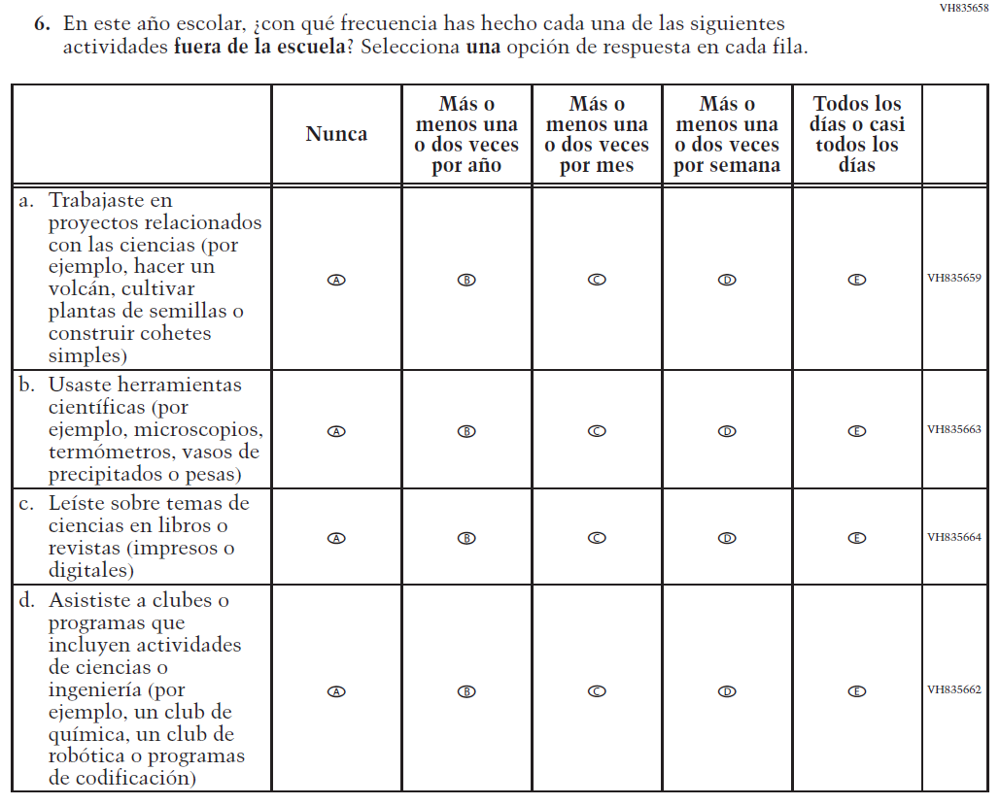 VH835658
6. En este año escolar, ¿con qué frecuencia has hecho cada una de las siguientes
actividades fuera de la escuela? Selecciona una opción de respuesta en cada fila.
Nunca
Más o
menos una
o dos veces
por año
Más o
menos una
o dos veces
por mes
Más o
menos una
o dos veces
por semana
Todos los
días o casi
todos los
días
a. Trabajaste en
proyectos relacionados
con las ciencias (por
ejemplo, hacer un
volcán, cultivar
plantas de semillas o
construir cohetes
simples)
A B C D E VH835659
b. Usaste herramientas
científicas (por
ejemplo, microscopios,
termómetros, vasos de
precipitados o pesas)
A B C D E VH835663
c. Leíste sobre temas de
ciencias en libros o
revistas (impresos o
digitales)
A B C D E VH835664
d. Asististe a clubes o
programas que
incluyen actividades
de ciencias o
ingeniería (por
ejemplo, un club de
química, un club de
robótica o programas
de codificación)
A B C D E VH835662